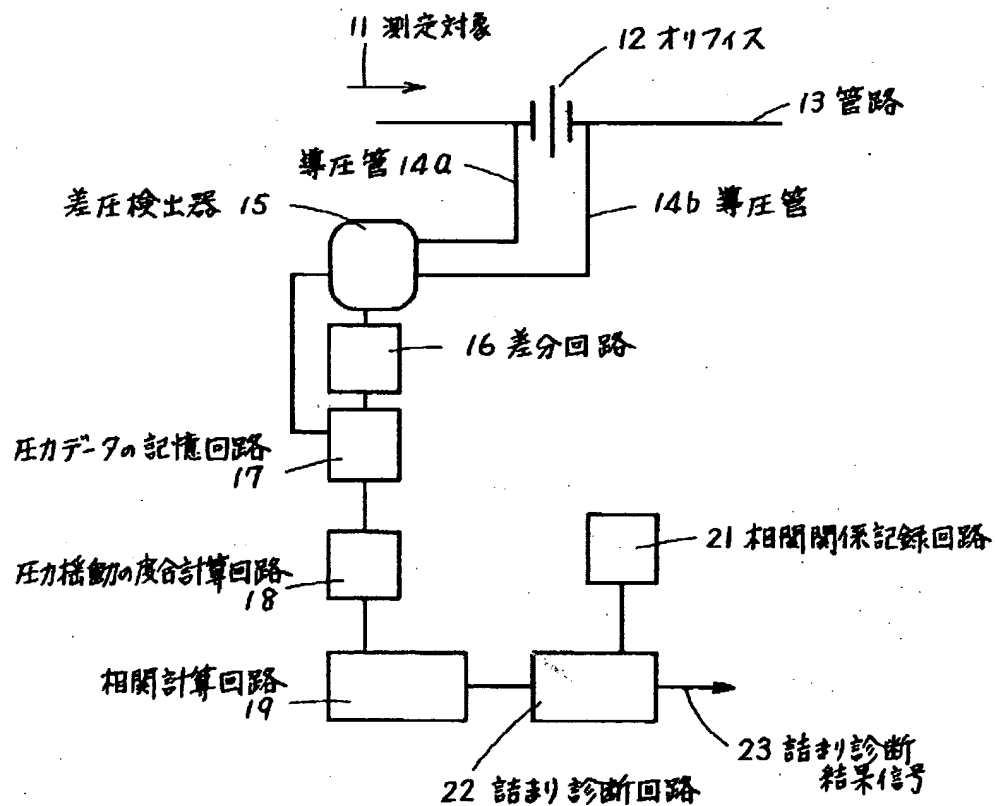 11 測定対象
12 オリフィス
13 管路
導圧管 14a
差圧検出器 15
14b 導圧管
16 差分回路
圧力データの記憶回路
17
21 相関関係記録回路
圧力揺動の度合計算回路
18
相関計算回路
19
23 詰まり診断
結果信号
22 詰まり診断回路